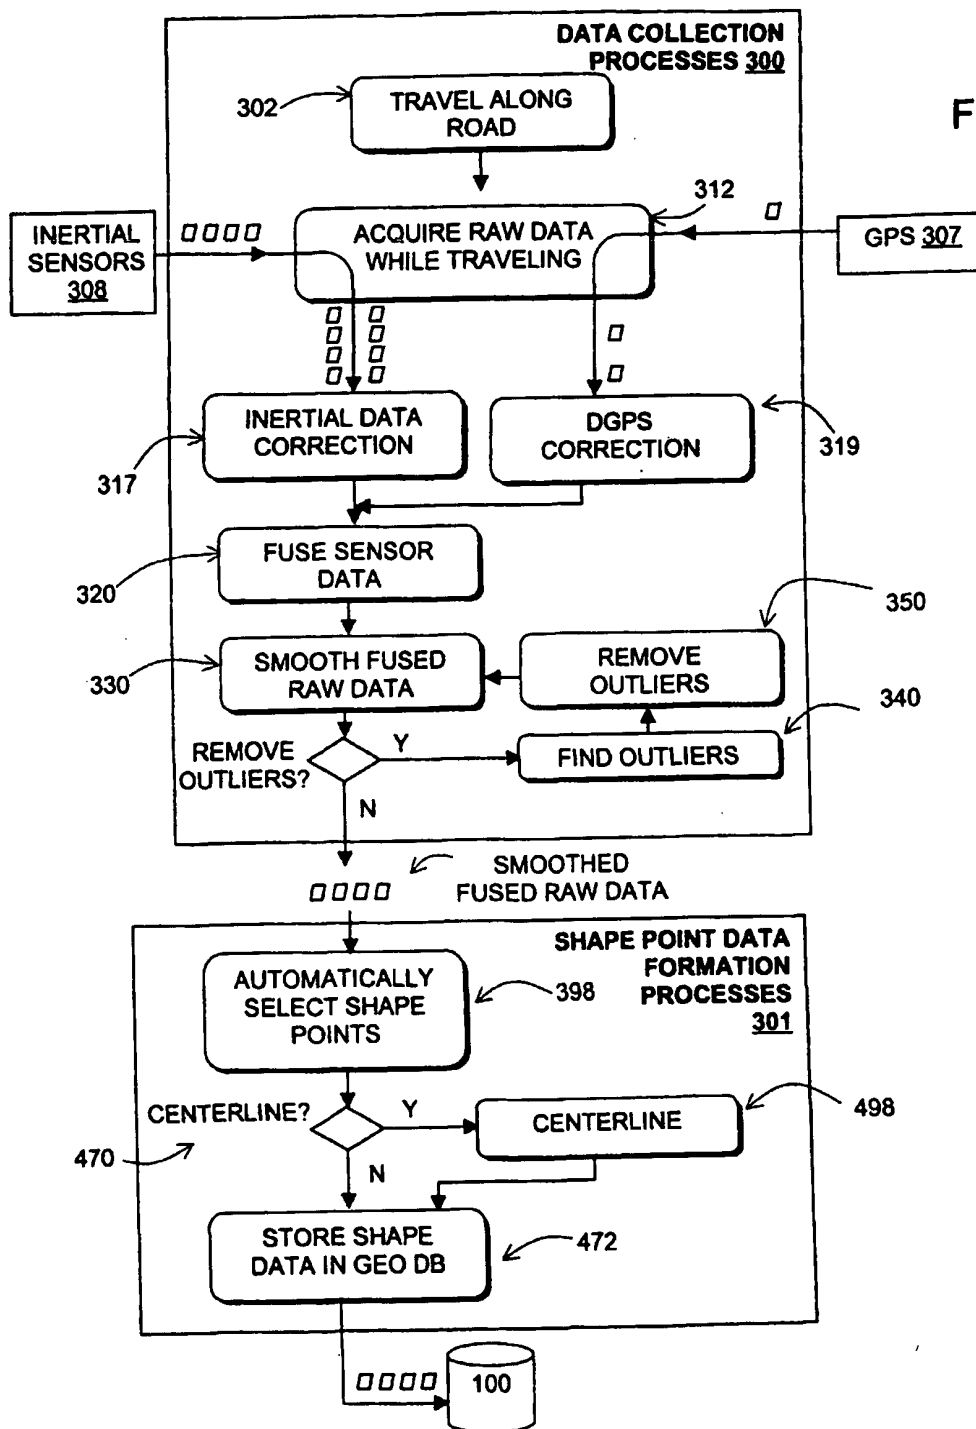 DATA COLLECTION
PROCESSES 300
302
TRAVEL ALONG
ROAD
F
312
INERTIAL
SENSORS
308
ACQUIRE RAW DATA
WHILE TRAVELING
GPS 307
INERTIAL DATA
CORRECTION
DGPS
CORRECTION
317
319
FUSE SENSOR
DATA
320
350
SMOOTH FUSED
RAW DATA
330
REMOVE
OUTLIERS
340
REMOVE
OUTLIERS?
Y
FIND OUTLIERS
N
SMOOTHED
FUSED RAW DATA
SHAPE POINT DATA
FORMATION
PROCESSES
301
AUTOMATICALLY
SELECT SHAPE
POINTS
398
CENTERLINE?
Y
CENTERLINE
498
470
N
STORE SHAPE
DATA IN GEO DB
472
100